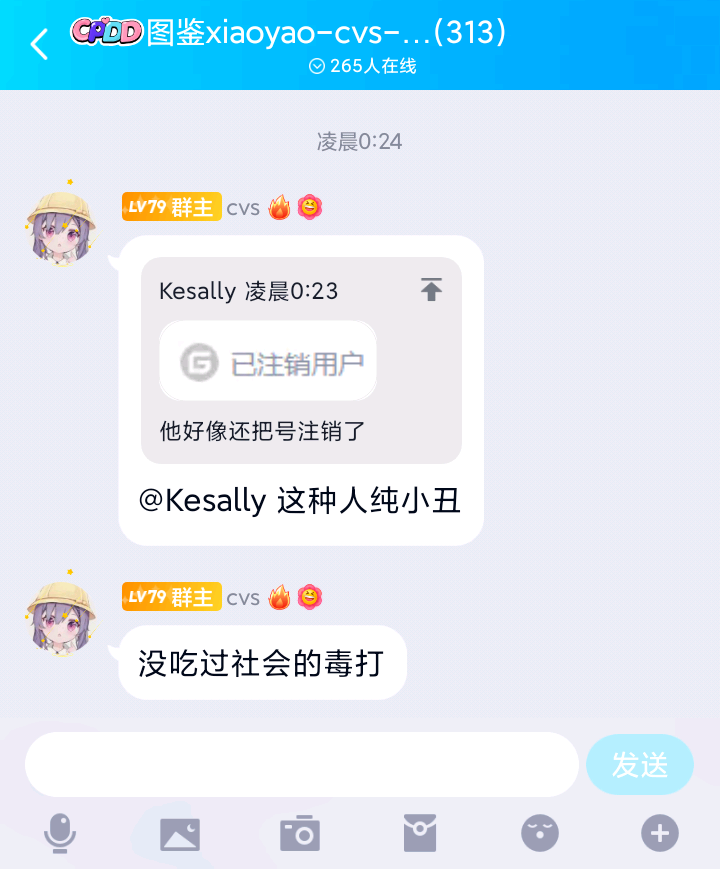 CPDD图鉴xiaoyao-cvs-...(313)
265人在线
凌晨0:24
LV79 群主 cvs
Kesally 凌晨0:23
G 已注销用户
他好像还把号注销了
@Kesally 这种人纯小丑
LV79 群主 cvs
没吃过社会的毒打
发送